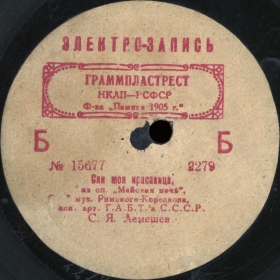 ЭЛЕКТРО-ЗАПИСЬ
ГРАММПЛАСТРЕСТ
НКЛП—РСФСР
Ф-ка „Памяти 1905 г.“
Б Б
№ 15677 2279
Спи моя красавица,
из оп. „Майская ночь“,
муз. Римского-Корсакова,
исп. арт. Г.А.Б.Т.'а С.С.С.Р.
С. Я. Лемешев